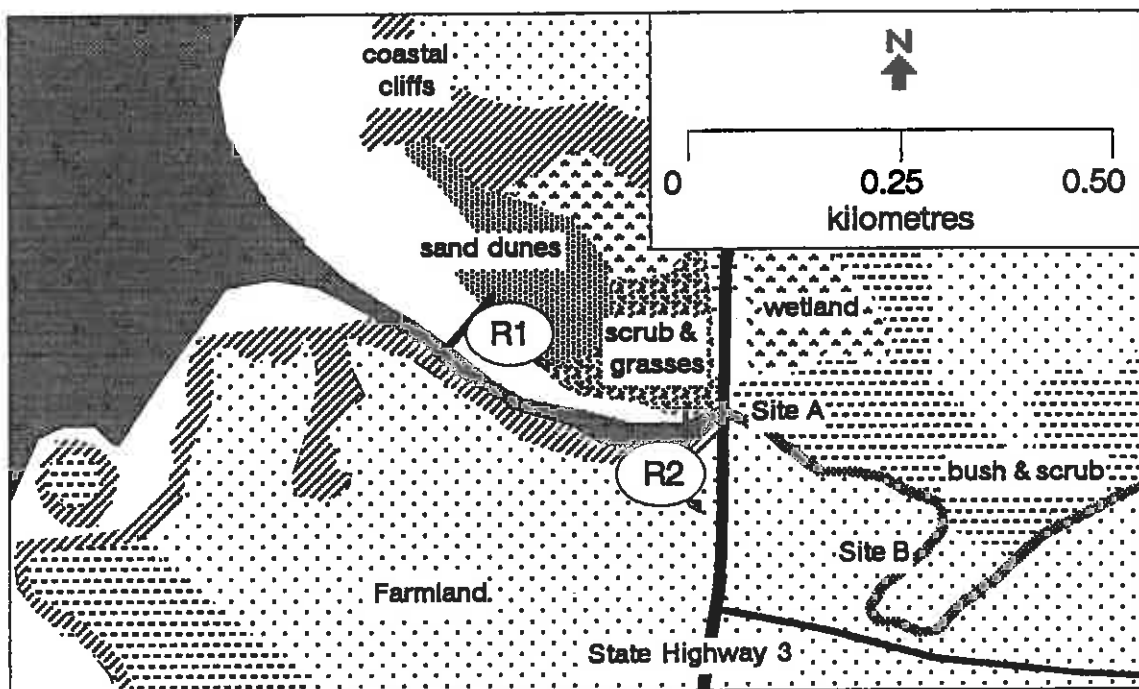 coastal
cliffs
N
0
0.25
0.50
kilometres
sand dunes
R1
scrub &
grasses
wetland
Site A
R2
bush & scrub
Site B
Farmland.
State Highway 3